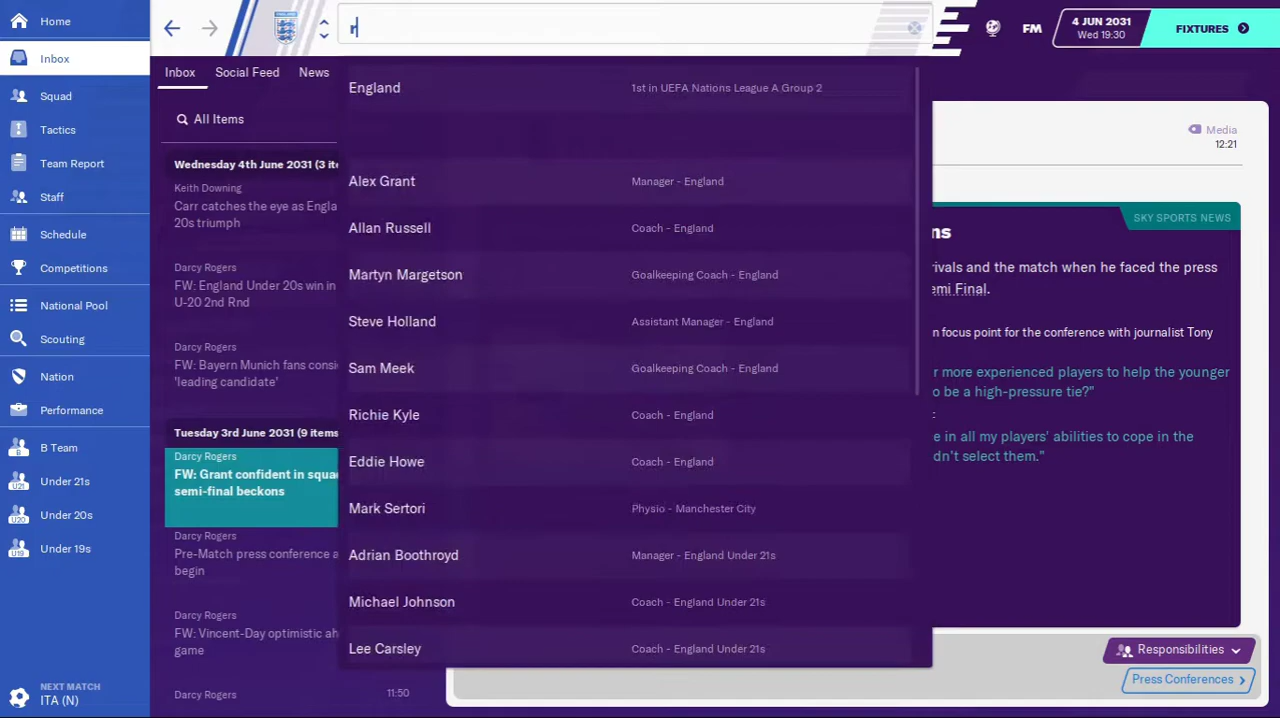 Home
Inbox
Squad
Tactics
Team Report
Staff
Schedule
Competitions
National Pool
Scouting
Nation
Performance
B Team
Under 21s
Under 20s
Under 19s
NEXT MATCH
ITA (N)
r
FM
4 JUN 2031
Wed 19:30
FIXTURES
Inbox Social Feed News
All Items
Wednesday 4th June 2031 (3 ite
Keith Downing
Carr catches the eye as Engla
20s triumph
Darcy Rogers
FW: England Under 20s win in
U-20 2nd Rnd
Darcy Rogers
FW: Bayern Munich fans consi
'leading candidate'
Tuesday 3rd June 2031 (9 items
Darcy Rogers
FW: Grant confident in squa
semi-final beckons
Darcy Rogers
Pre-Match press conference a
begin
Darcy Rogers
FW: Vincent-Day optimistic ah
game
Darcy Rogers 11:50
England 1st in UEFA Nations League A Group 2
Alex Grant Manager - England
Allan Russell Coach - England
Martyn Margetson Goalkeeping Coach - England
Steve Holland Assistant Manager - England
Sam Meek Goalkeeping Coach - England
Richie Kyle Coach - England
Eddie Howe Coach - England
Mark Sertori Physio - Manchester City
Adrian Boothroyd Manager - England Under 21s
Michael Johnson Coach - England Under 21s
Lee Carsley Coach - England Under 21s
Media
12:21
SKY SPORTS NEWS
ns
rivals and the match when he faced the press
emi Final.
n focus point for the conference with journalist Tony
r more experienced players to help the younger
o be a high-pressure tie?"
:
e in all my players' abilities to cope in the
dn't select them."
Responsibilities
Press Conferences